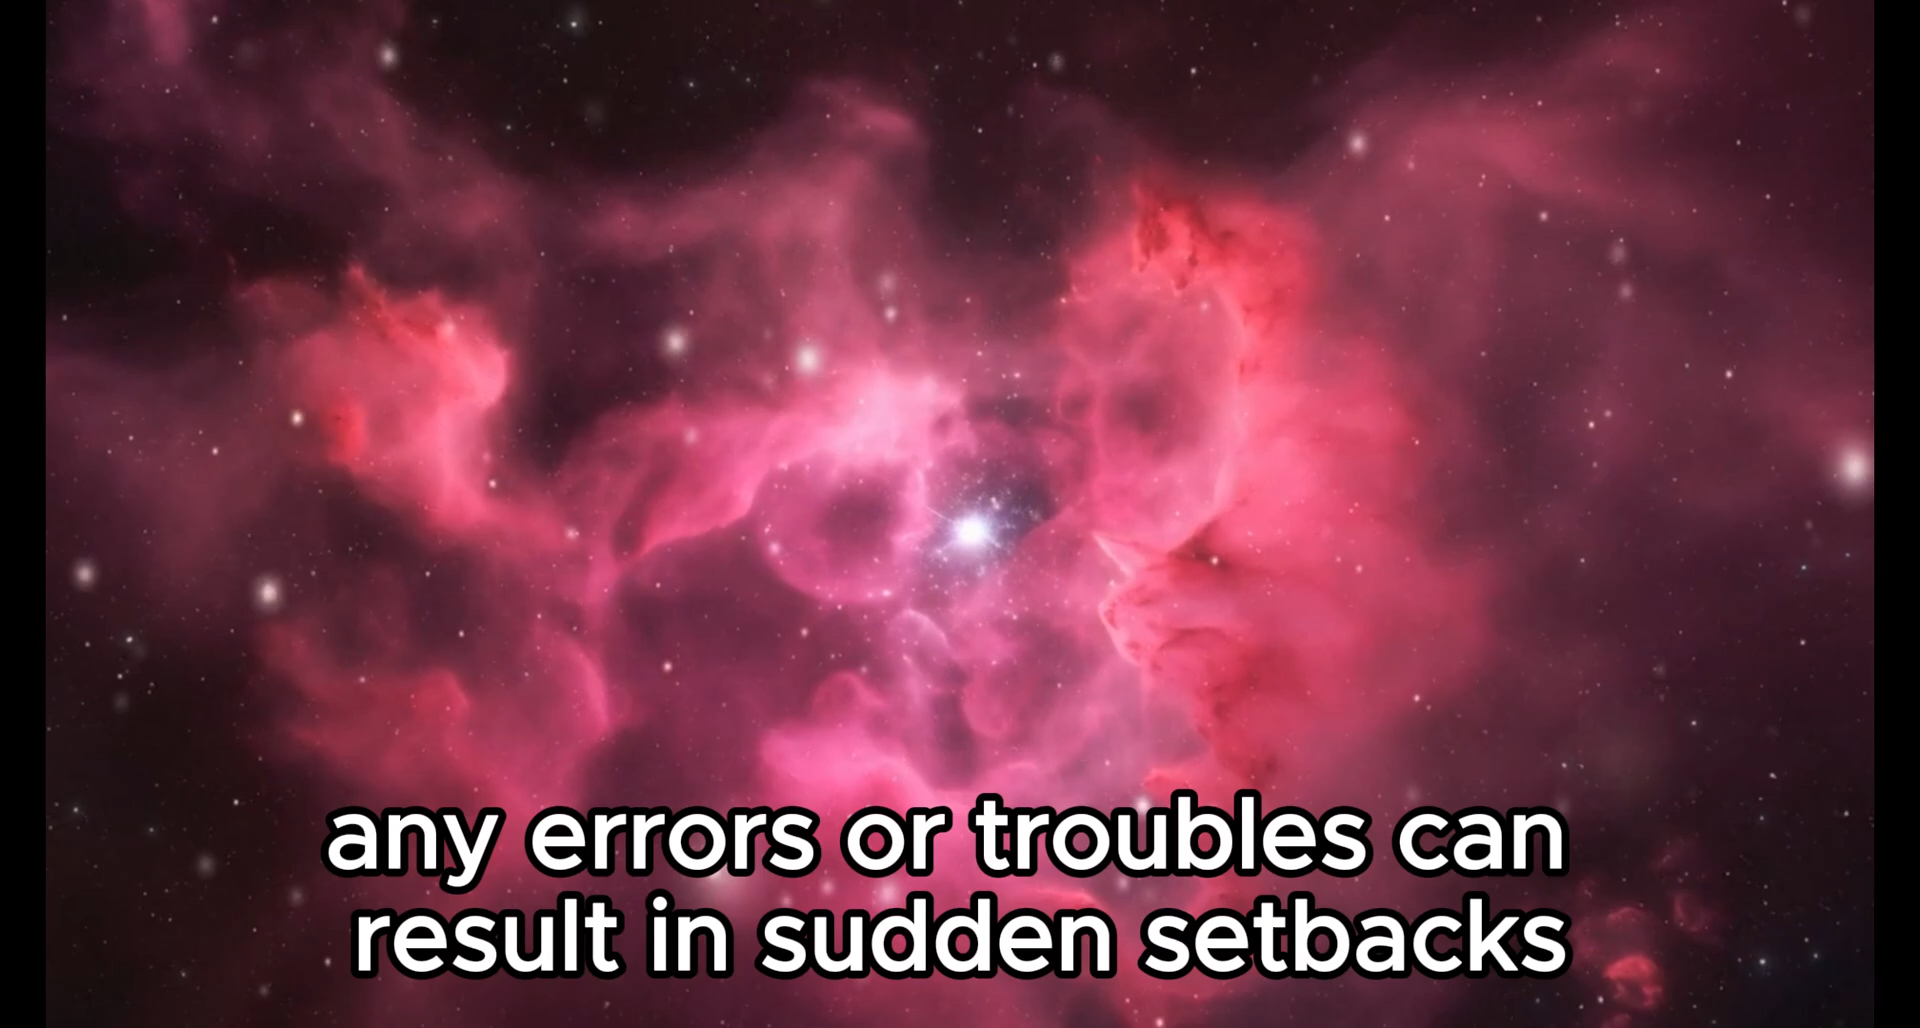 any errors or troubles can
result in sudden setbacks